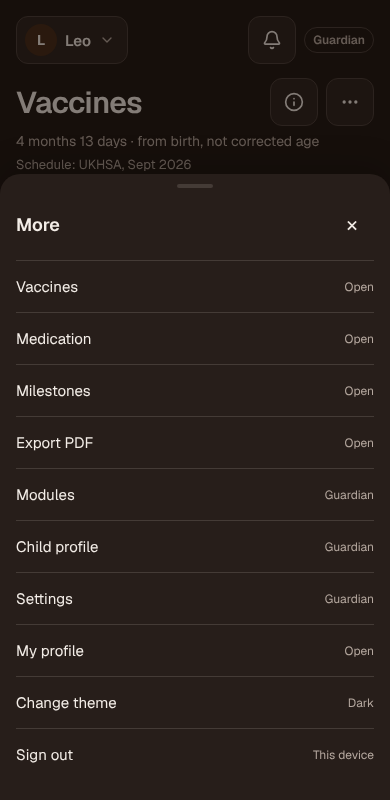 L Leo Guardian
Vaccines
4 months 13 days · from birth, not corrected age
Schedule: UKHSA, Sept 2026
More
Vaccines Open
Medication Open
Milestones Open
Export PDF Open
Modules Guardian
Child profile Guardian
Settings Guardian
My profile Open
Change theme Dark
Sign out This device